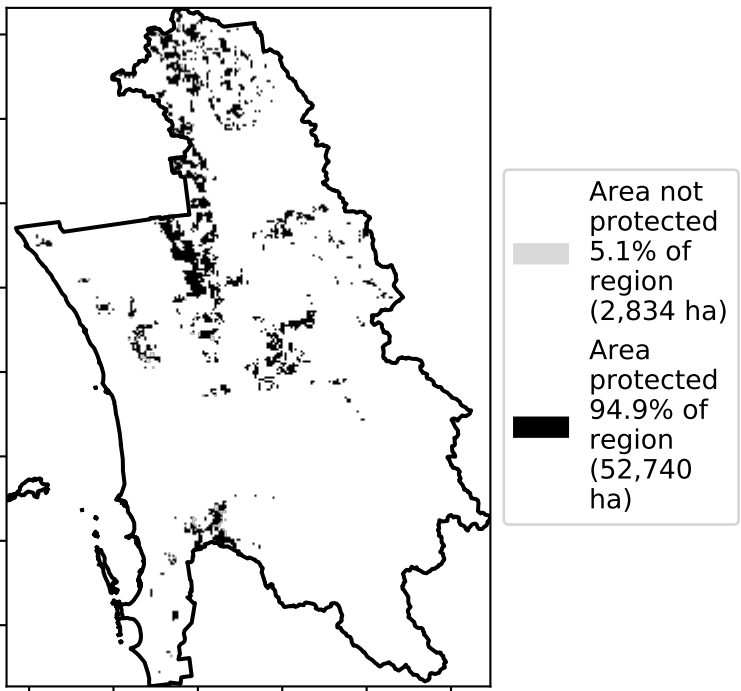 Area not
protected
5.1% of
region
(2,834 ha)
Area
protected
94.9% of
region
(52,740
ha)